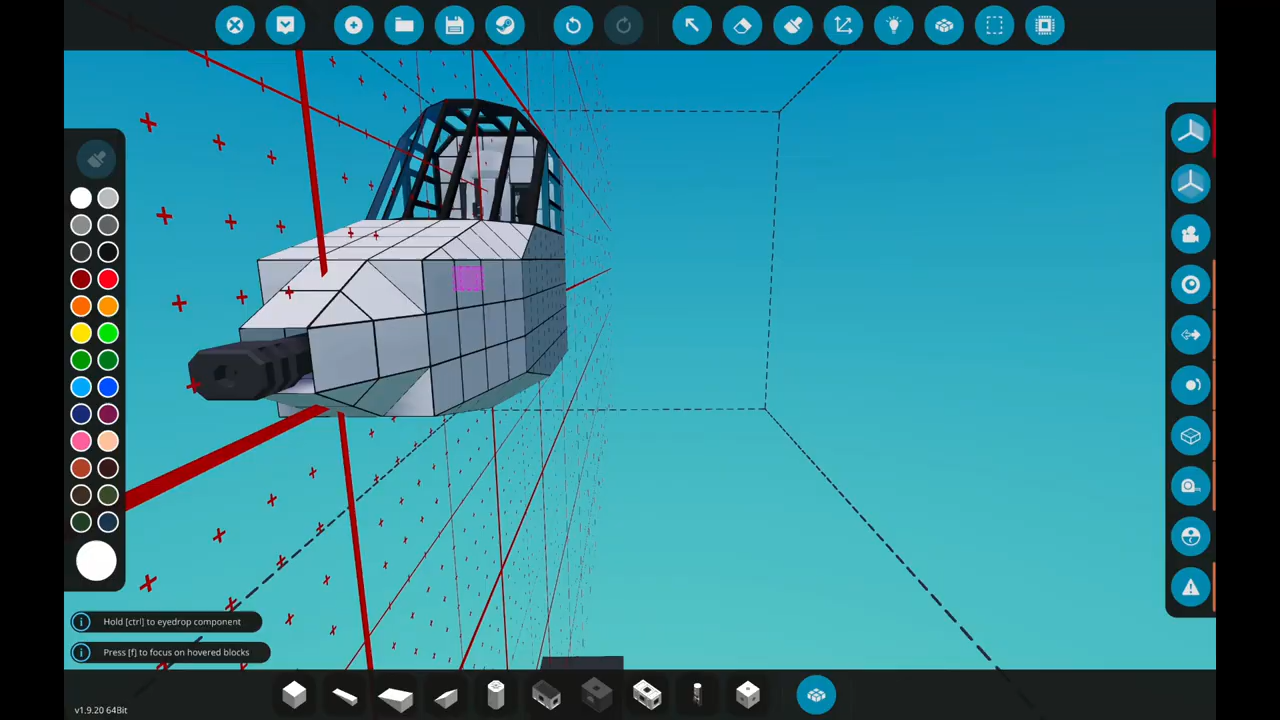 Hold [ctrl] to eyedrop component
Press [f] to focus on hovered blocks
v1.9.20 64Bit